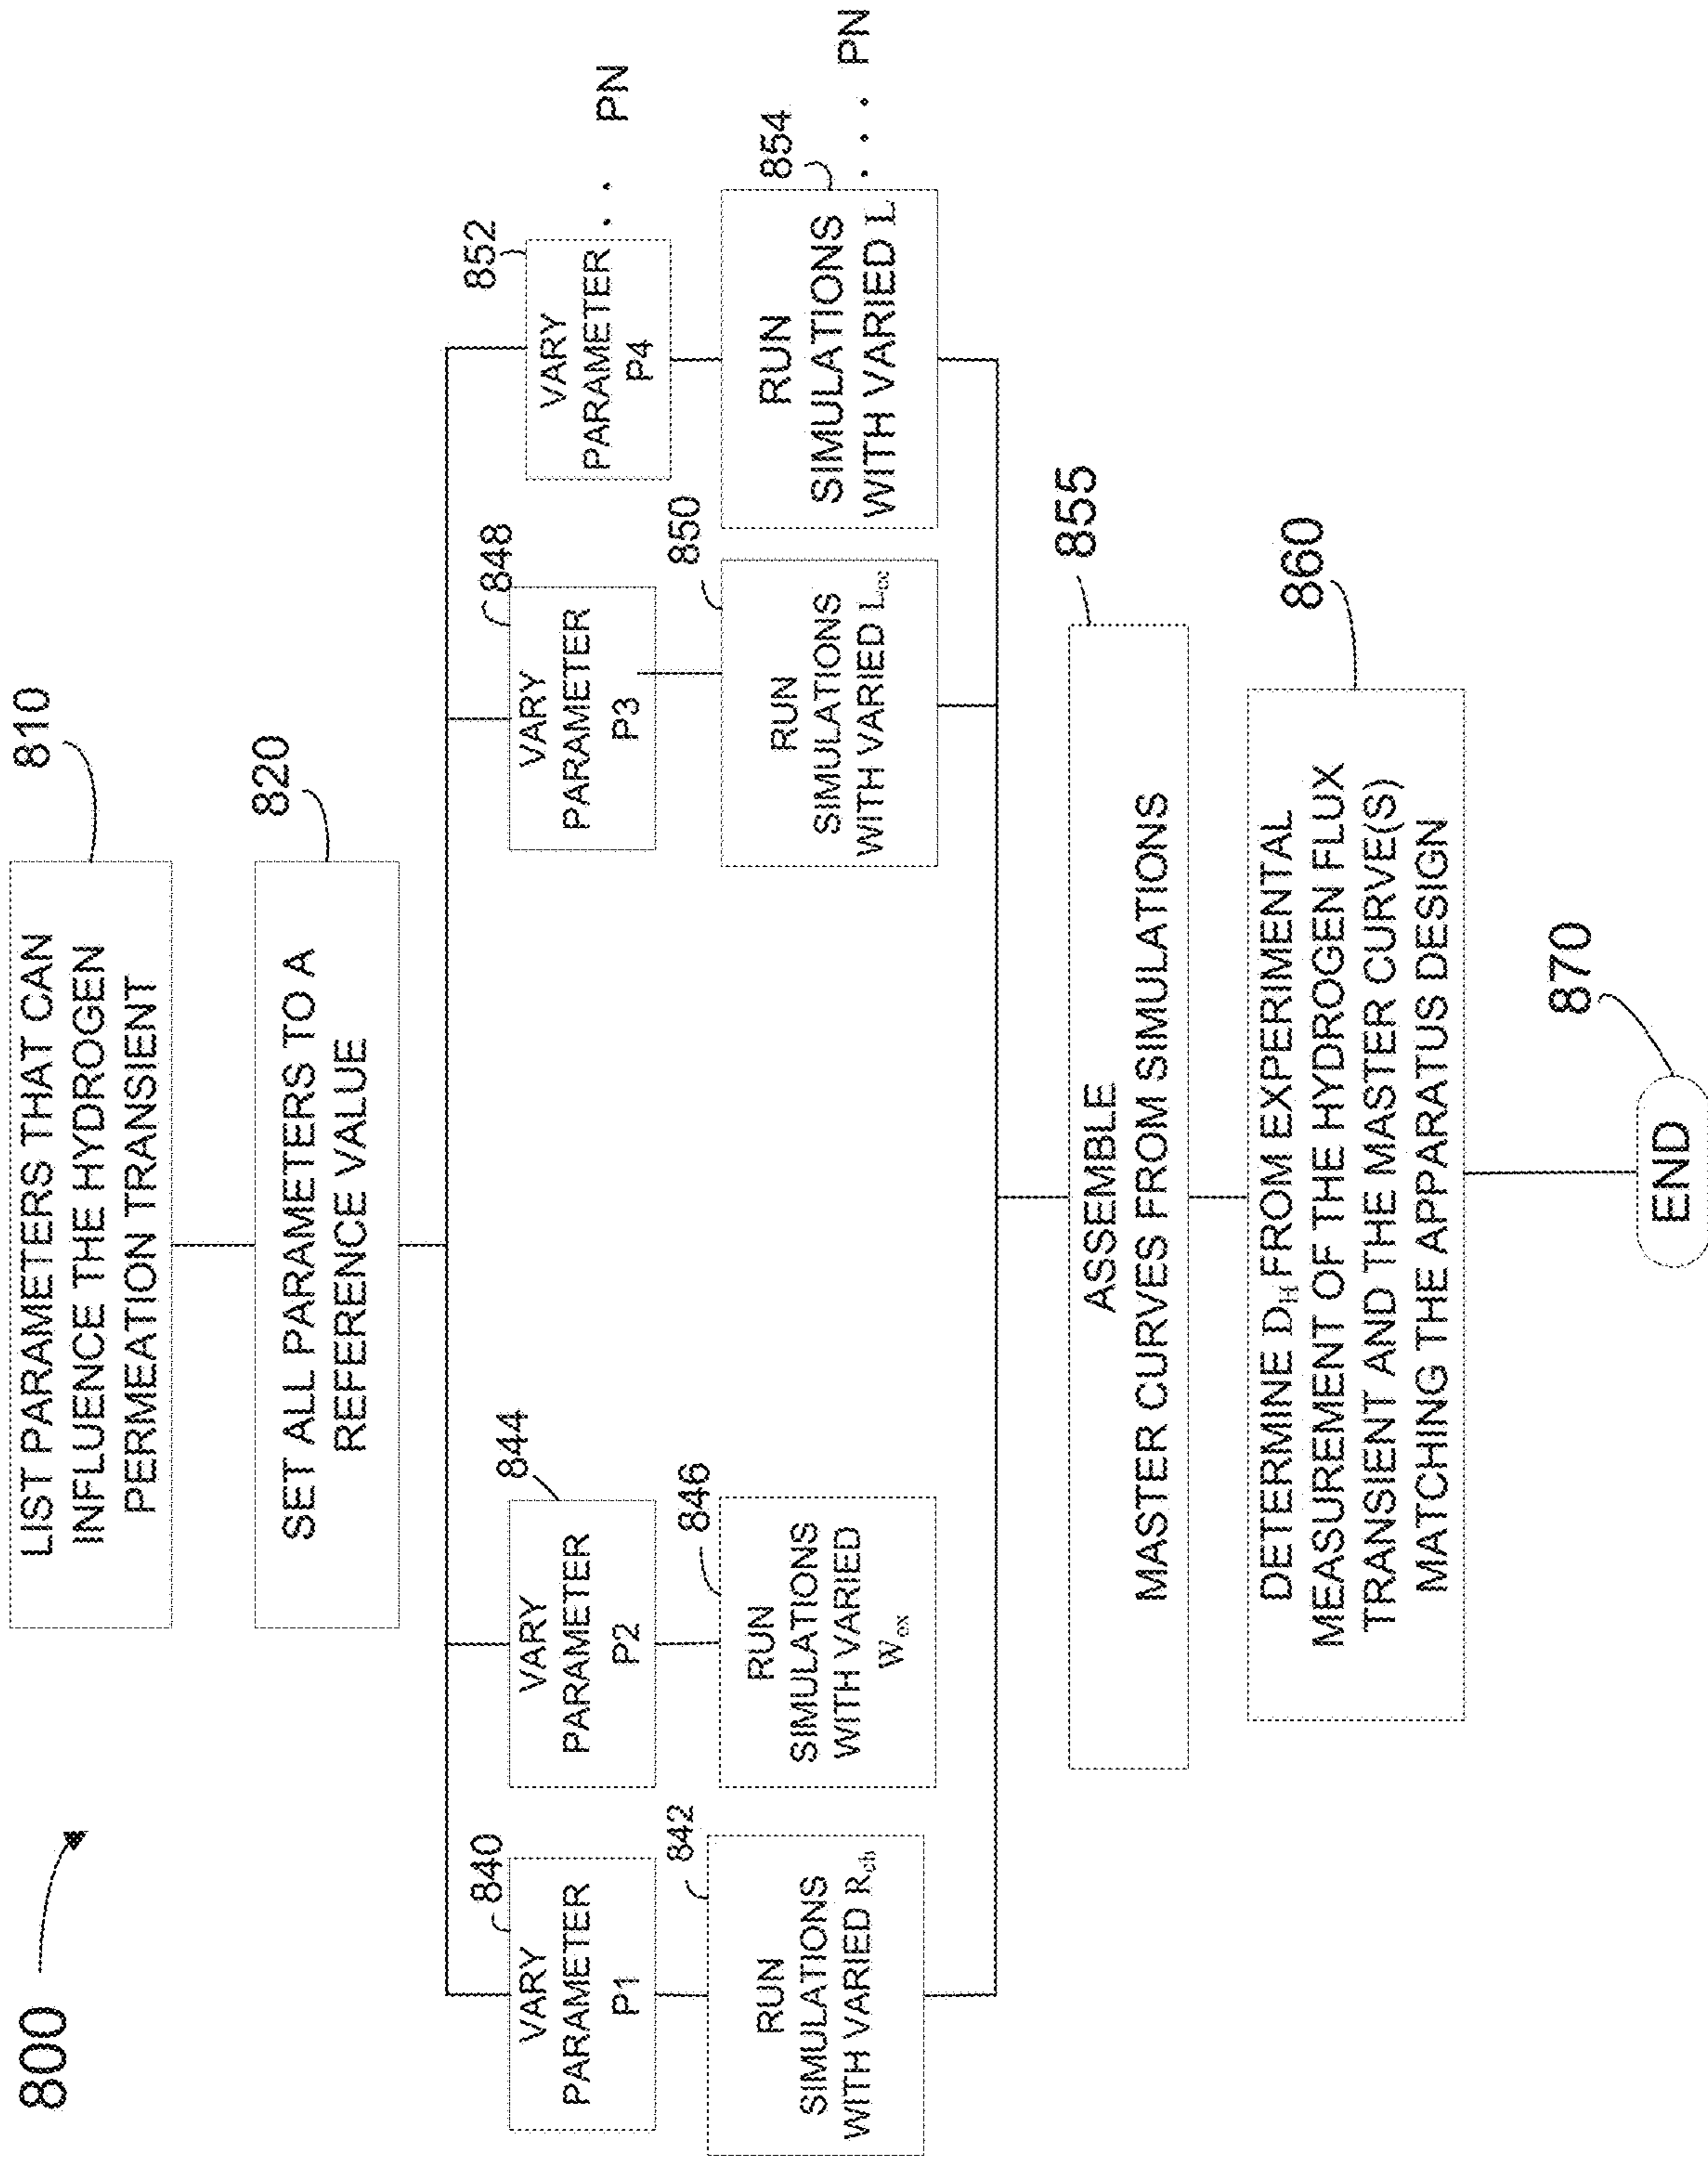 800
810
LIST PARAMETERS THAT CAN
INFLUENCE THE HYDROGEN
PERMEATION TRANSIENT
820
SET ALL PARAMETERS TO A
REFERENCE VALUE
840
VARY
PARAMETER
P1
844
VARY
PARAMETER
P2
848
VARY
PARAMETER
P3
852
VARY
PARAMETER
P4
. . PN
842
RUN
SIMULATIONS
WITH VARIED R_ch
846
RUN
SIMULATIONS
WITH VARIED
W_ex
850
RUN
SIMULATIONS
WITH VARIED
854
RUN
SIMULATIONS
WITH VARIED L
. . . PN
855
ASSEMBLE
MASTER CURVES FROM SIMULATIONS
860
DETERMINE D_H FROM EXPERIMENTAL
MEASUREMENT OF THE HYDROGEN FLUX
TRANSIENT AND THE MASTER CURVE(S)
MATCHING THE APPARATUS DESIGN
870
END